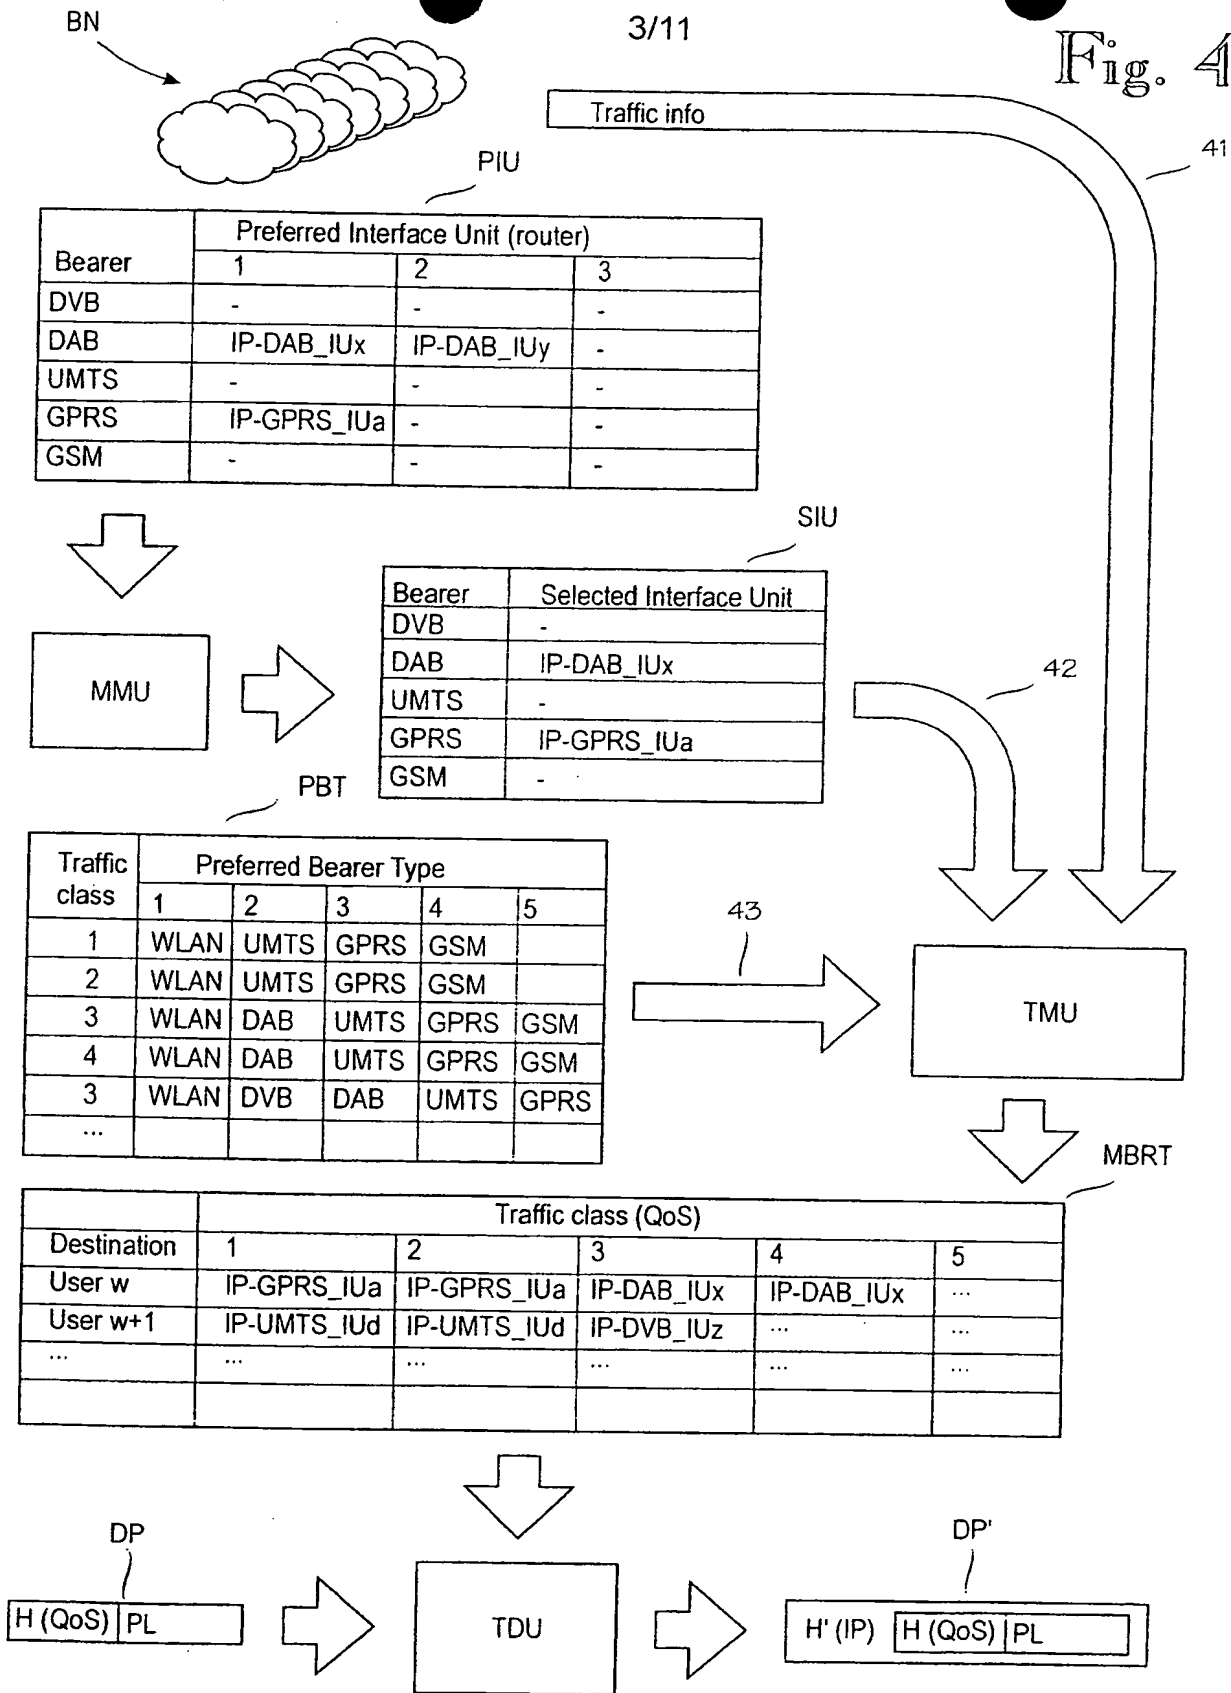 BN
3/11
Fig. 4
Traffic info
41
PIU
Preferred Interface Unit (router)
Bearer 1 2 3
DVB - - -
DAB IP-DAB_IUx IP-DAB_IUy -
UMTS - - -
GPRS IP-GPRS_IUa - -
GSM - - -
SIU
Bearer Selected Interface Unit
DVB -
DAB IP-DAB_IUx
UMTS -
GPRS IP-GPRS_IUa
GSM -
MMU
42
PBT
Traffic class Preferred Bearer Type
1 2 3 4 5
1 WLAN UMTS GPRS GSM
2 WLAN UMTS GPRS GSM
3 WLAN DAB UMTS GPRS GSM
4 WLAN DAB UMTS GPRS GSM
3 WLAN DVB DAB UMTS GPRS
...
43
TMU
MBRT
Traffic class (QoS)
Destination 1 2 3 4 5
User w IP-GPRS_IUa IP-GPRS_IUa IP-DAB_IUx IP-DAB_IUx ...
User w+1 IP-UMTS_IUd IP-UMTS_IUd IP-DVB_IUz ... ...
... ... ... ... ... ...
DP
H (QoS) PL
TDU
DP'
H' (IP) H (QoS) PL